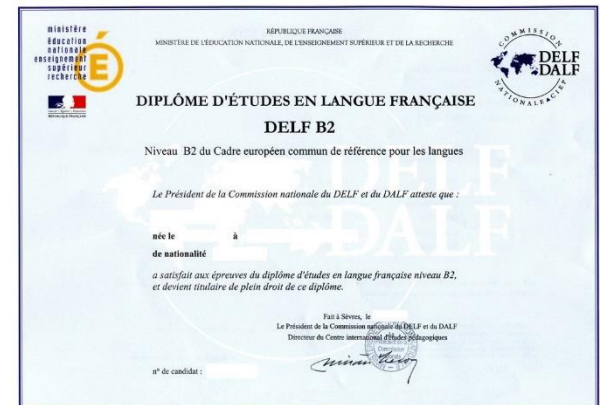 ministère
éducation
nationale
enseignement
supérieur
recherche
RÉPUBLIQUE FRANÇAISE
MINISTÈRE DE L'ÉDUCATION NATIONALE, DE L'ENSEIGNEMENT SUPÉRIEUR ET DE LA RECHERCHE
COMMISSION
NATIONALE CIEP
DELF
DALF
RÉPUBLIQUE FRANÇAISE
DIPLÔME D'ÉTUDES EN LANGUE FRANÇAISE
DELF B2
Niveau B2 du Cadre européen commun de référence pour les langues
DELF
DALF
Le Président de la Commission nationale du DELF et du DALF atteste que :
née le à
de nationalité
a satisfait aux épreuves du diplôme d'études en langue française niveau B2,
et devient titulaire de plein droit de ce diplôme.
Fait à Sèvres, le
Le Président de la Commission nationale du DELF et du DALF
Directeur du Centre international d'études pédagogiques
n° de candidat :